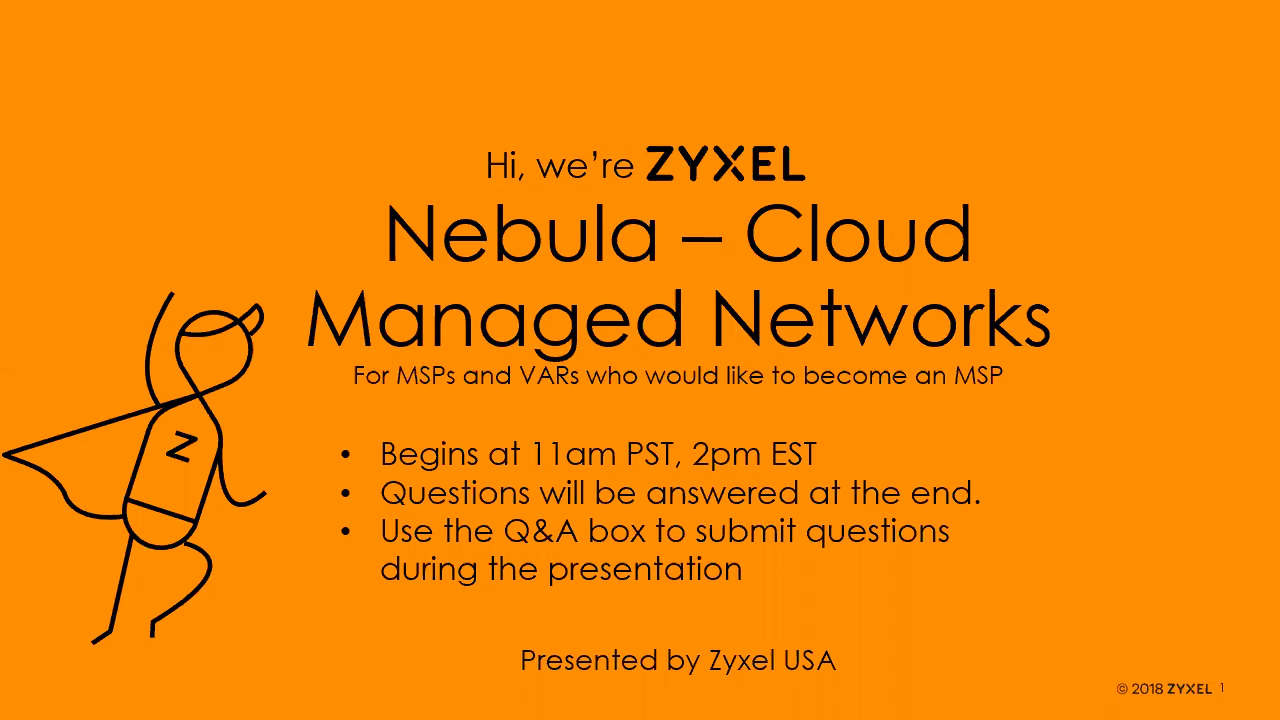 Hi, we're ZYXEL
Nebula – Cloud
Managed Networks
For MSPs and VARs who would like to become an MSP
• Begins at 11am PST, 2pm EST
• Questions will be answered at the end.
• Use the Q&A box to submit questions
during the presentation
Z
Presented by Zyxel USA
© 2018 ZYXEL 1